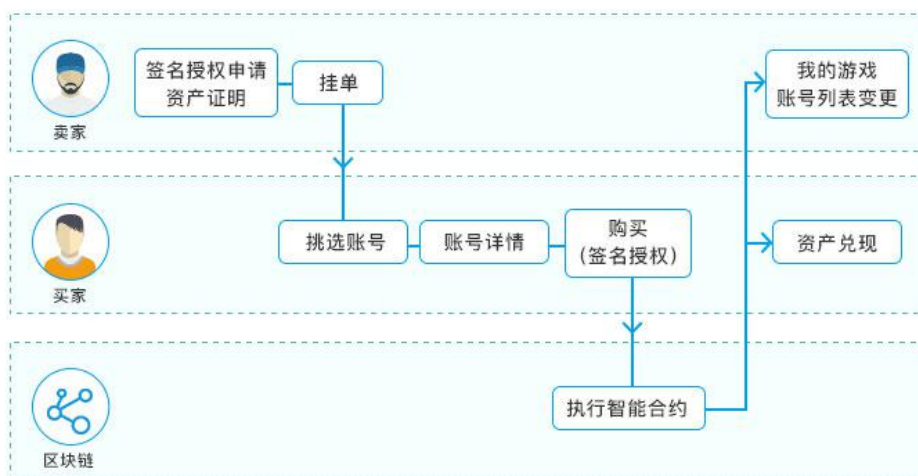 签名授权申请
资产证明
挂单
我的游戏
账号列表变更
卖家
挑选账号
账号详情
购买
(签名授权)
资产兑现
买家
执行智能合约
区块链